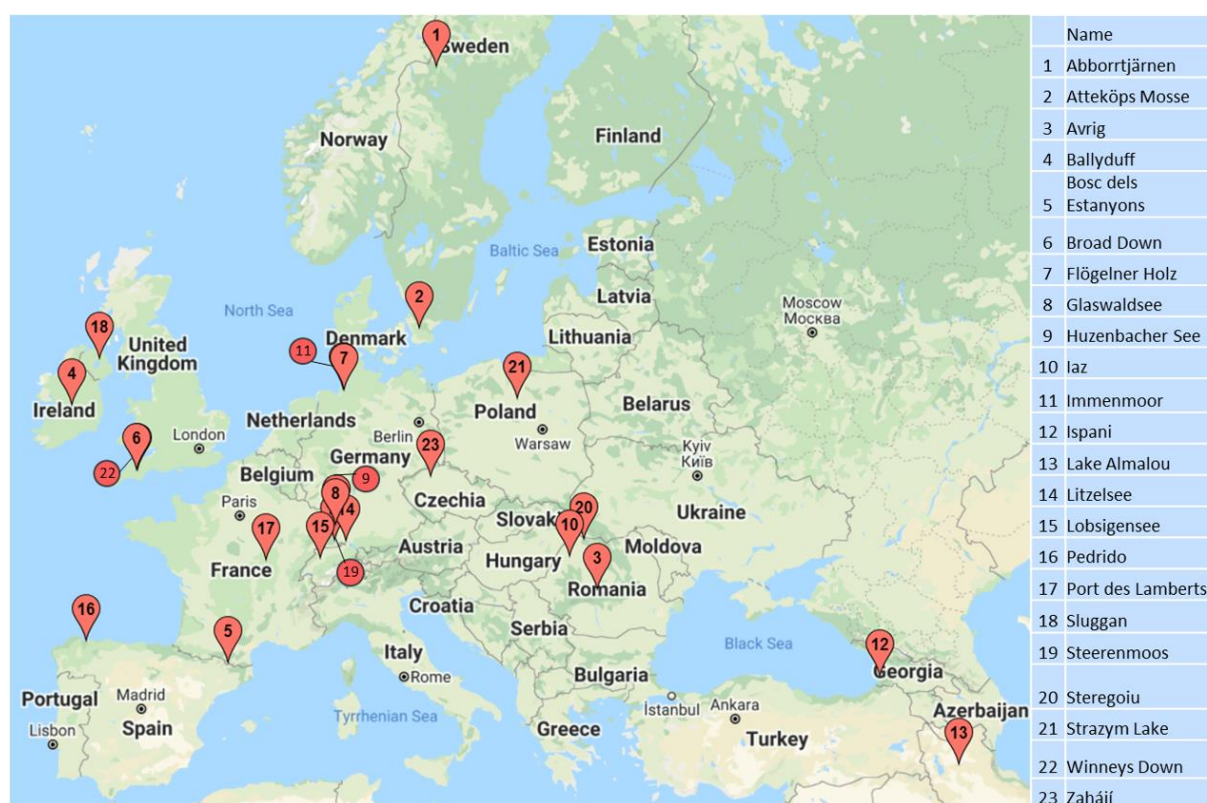 1
Sweden
Norway
Finland
Baltic Sea
Estonia
2
Latvia
North Sea
Moscow
Москва
18
United
Kingdom
Denmark
11
7
Lithuania
4
Ireland
21
Netherlands
Poland
Belarus
6
London
Berlin
Warsaw
23
22
Belgium
Germany
9
Kyiv
Київ
8
Czechia
Paris
14
15
17
20
Slovaki
Ukraine
10
Austria
Hungary
Moldova
France
19
3
Romania
16
Croatia
5
Serbia
Italy
Black Sea
12
Georgia
Rome
Bulgaria
Portugal
Madrid
İstanbul
Ankara
Azerbaijan
Lisbon
Spain
Tyrrhenian Sea
Greece
Turkey
13
Name
1 Abborrtjärnen
2 Atteköps Mosse
3 Avrig
4 Ballyduff
Bosc dels
5 Estanyons
6 Broad Down
7 Flögelner Holz
8 Glaswaldsee
9 Huzenbacher See
10 Iaz
11 Immenmoor
12 Ispani
13 Lake Almalou
14 Litzelsee
15 Lobsigensee
16 Pedrido
17 Port des Lamberts
18 Sluggan
19 Steerenmoos
20 Steregoiu
21 Strazym Lake
22 Winneys Down
23 Zahájí